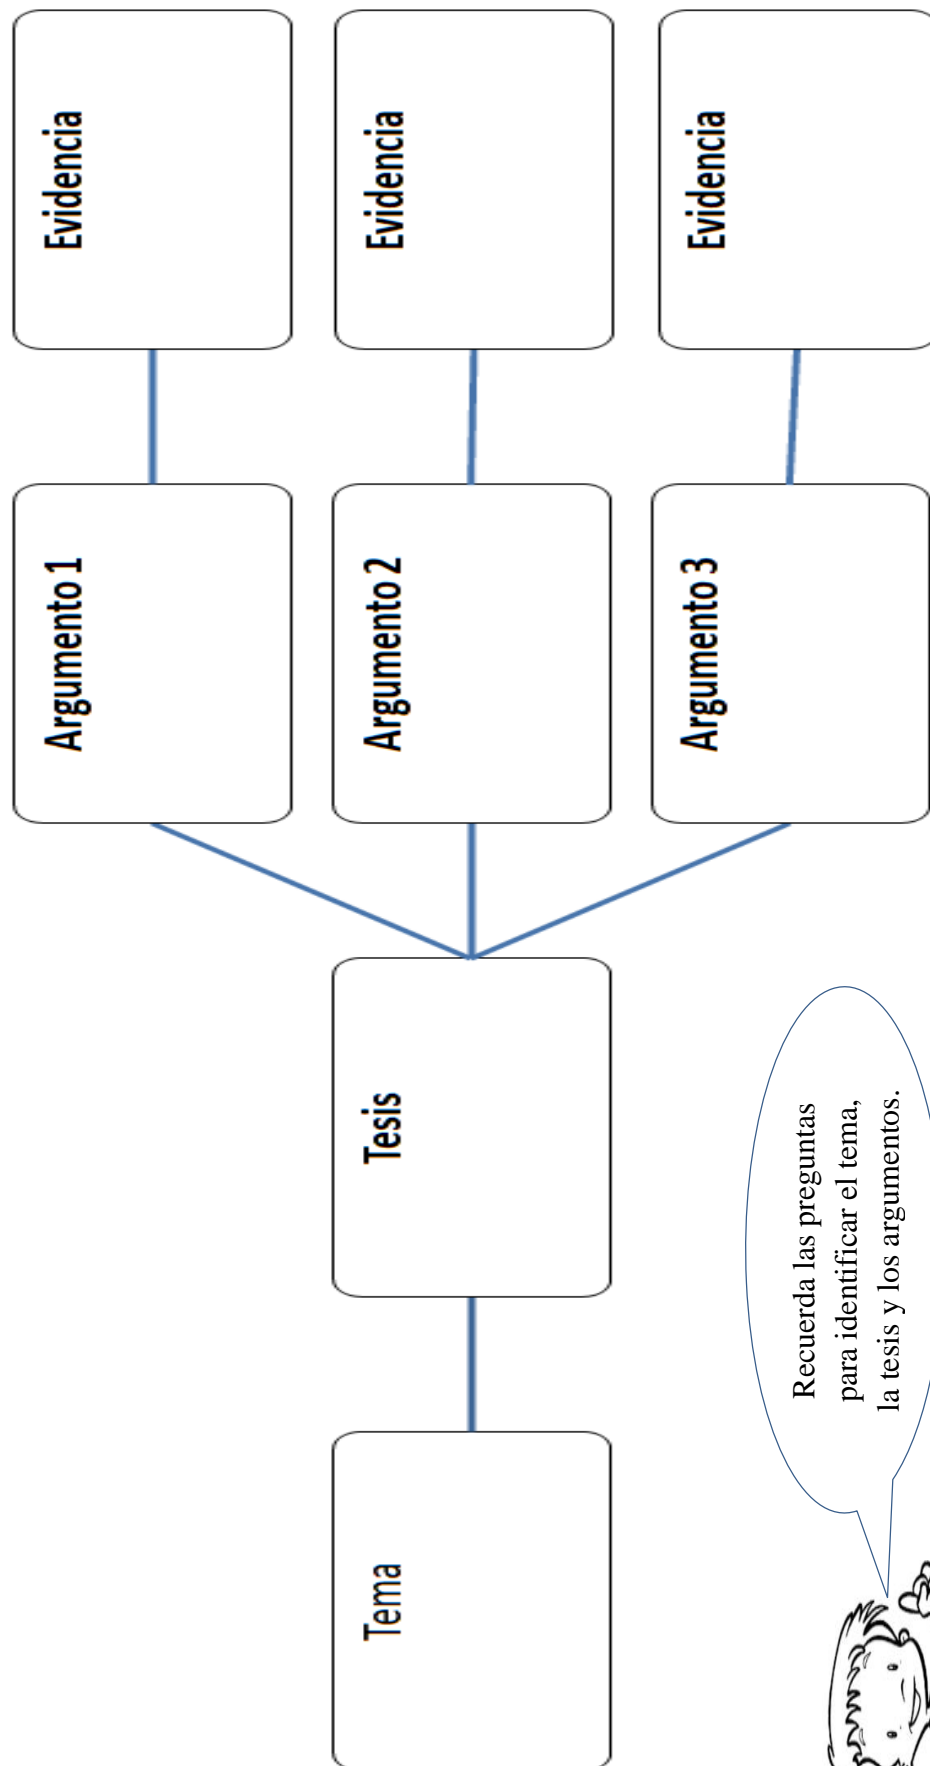 Tema
Tesis
Argumento 1
Evidencia
Argumento 2
Evidencia
Argumento 3
Evidencia
Recuerda las preguntas
para identificar el tema,
la tesis y los argumentos.